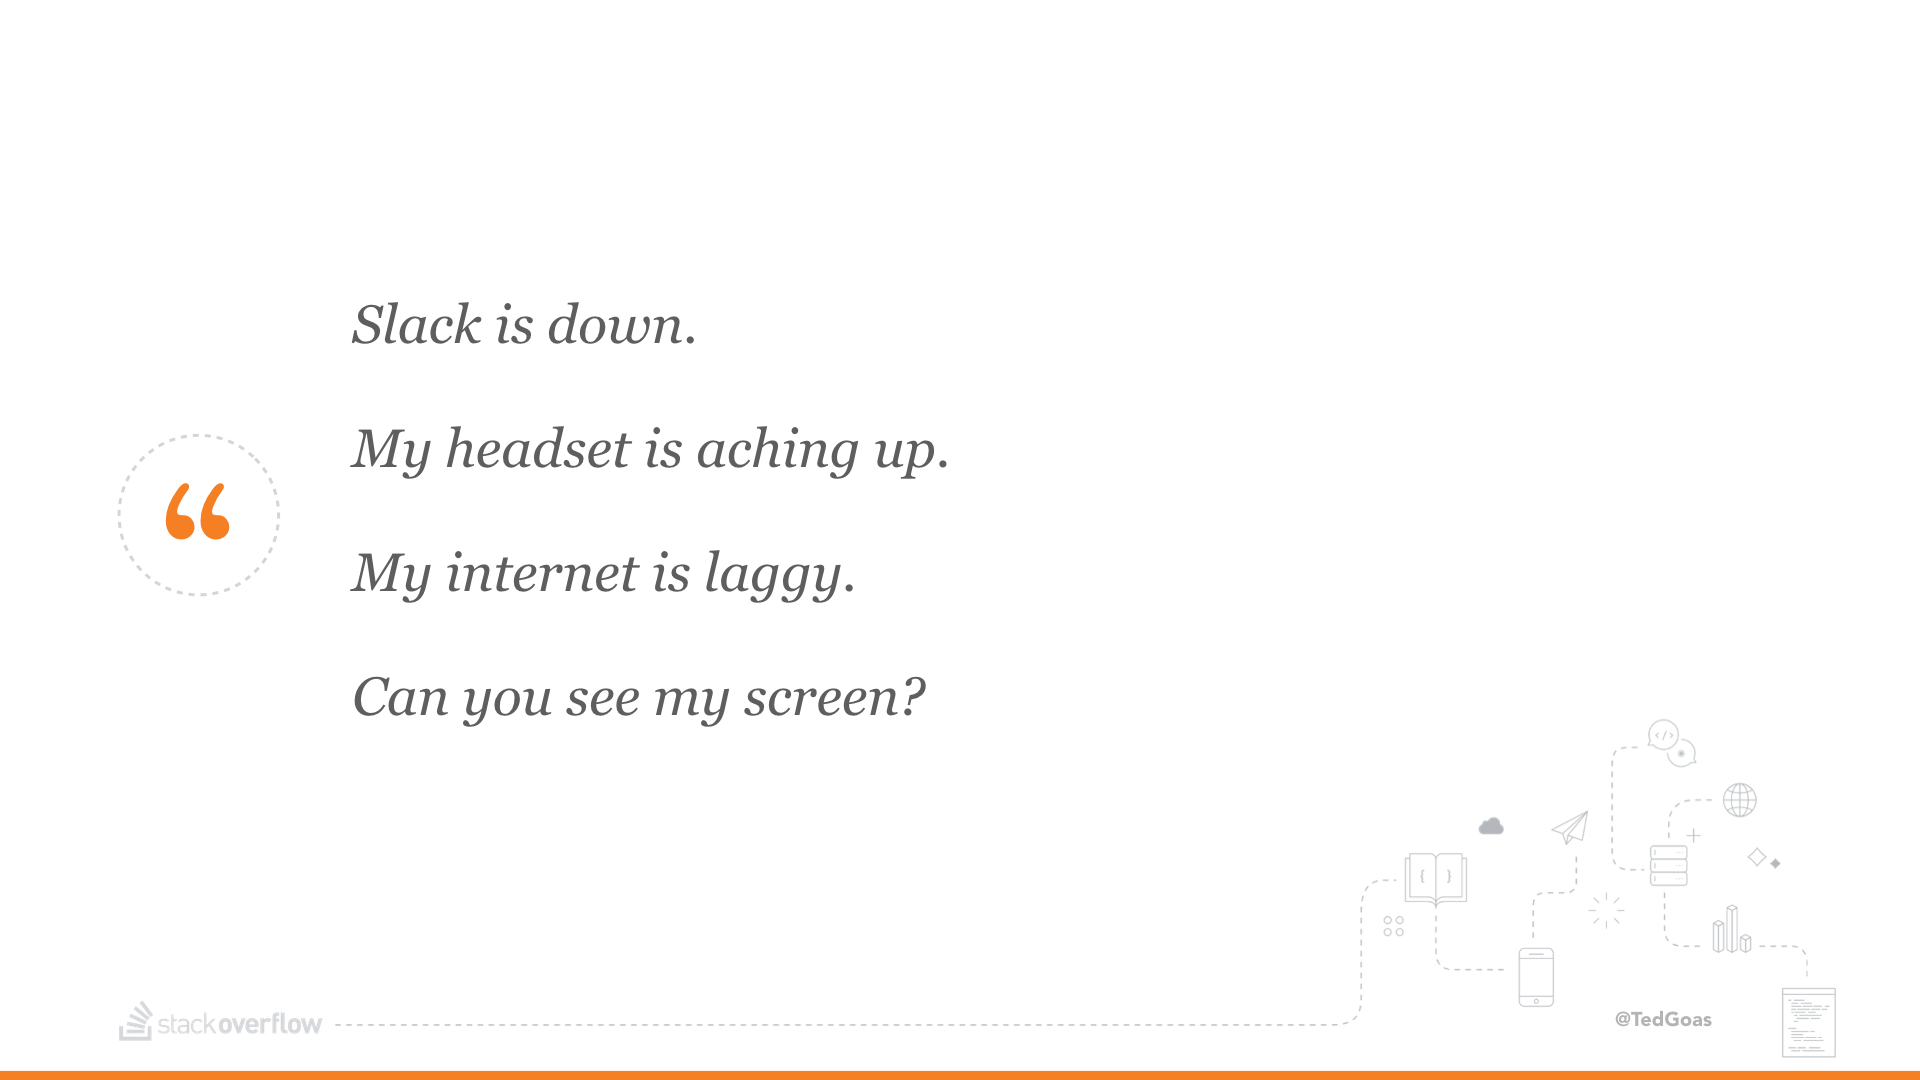 Slack is down.
My headset is aching up.
My internet is laggy.
Can you see my screen?
stackoverflow
@TedGoas